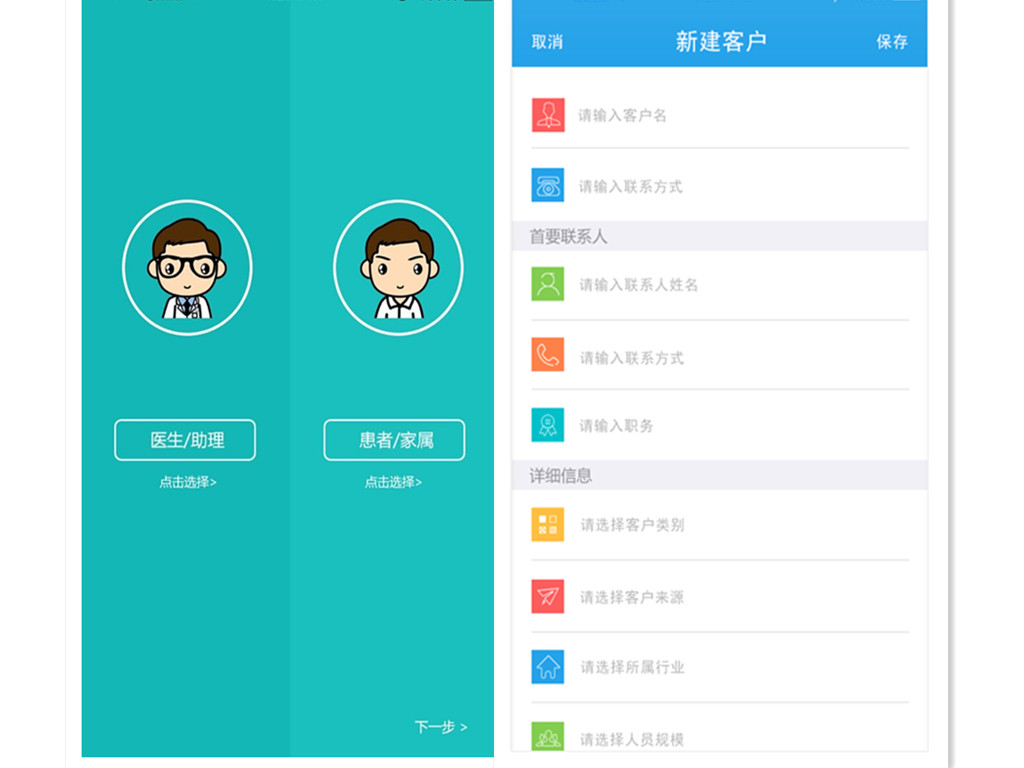 医生/助理
点击选择>
患者/家属
点击选择>
下一步 >
取消
新建客户
保存
请输入客户名
请输入联系方式
首要联系人
请输入联系人姓名
请输入联系方式
请输入职务
详细信息
请选择客户类别
请选择客户来源
请选择所属行业
请选择人员规模